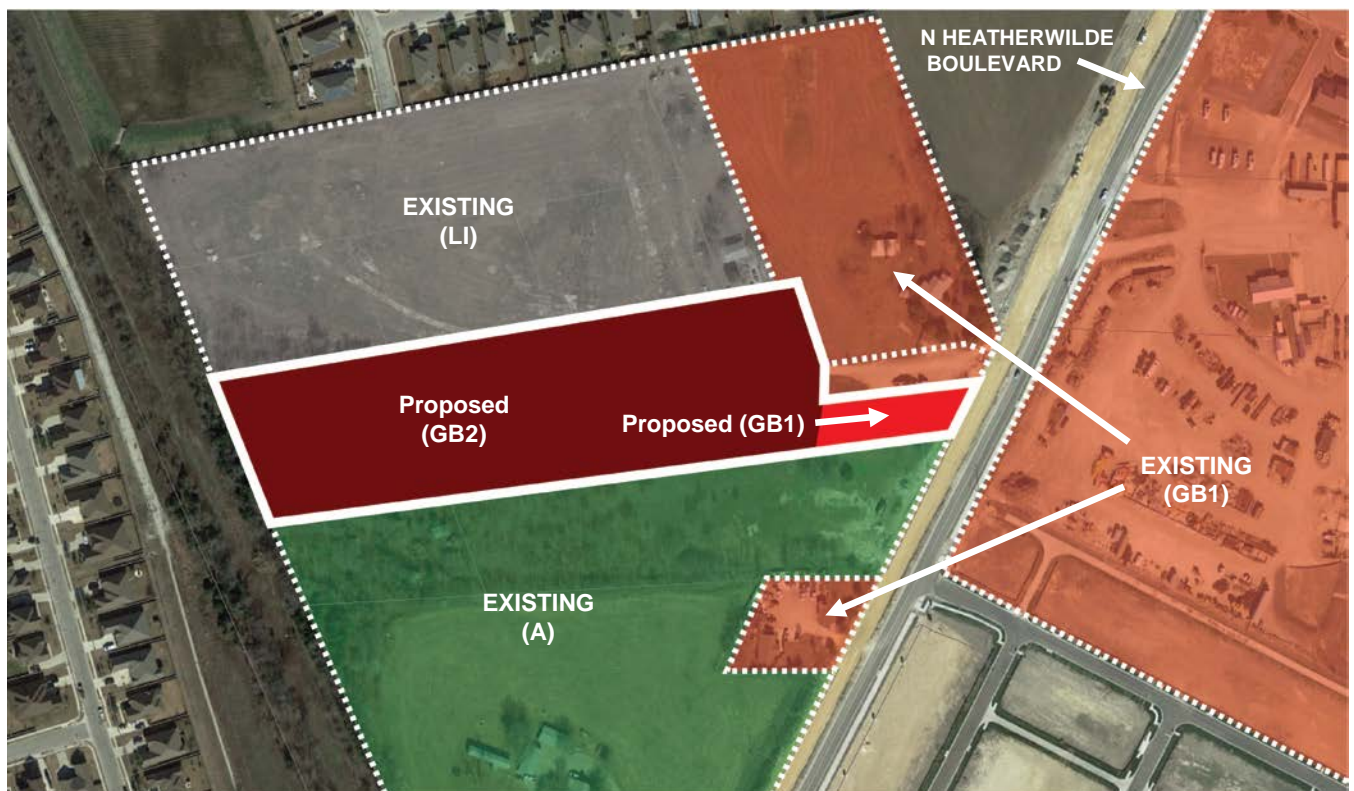 N HEATHERWILDE
BOULEVARD
EXISTING
(LI)
Proposed
(GB2)
Proposed (GB1)
EXISTING
(GB1)
EXISTING
(A)